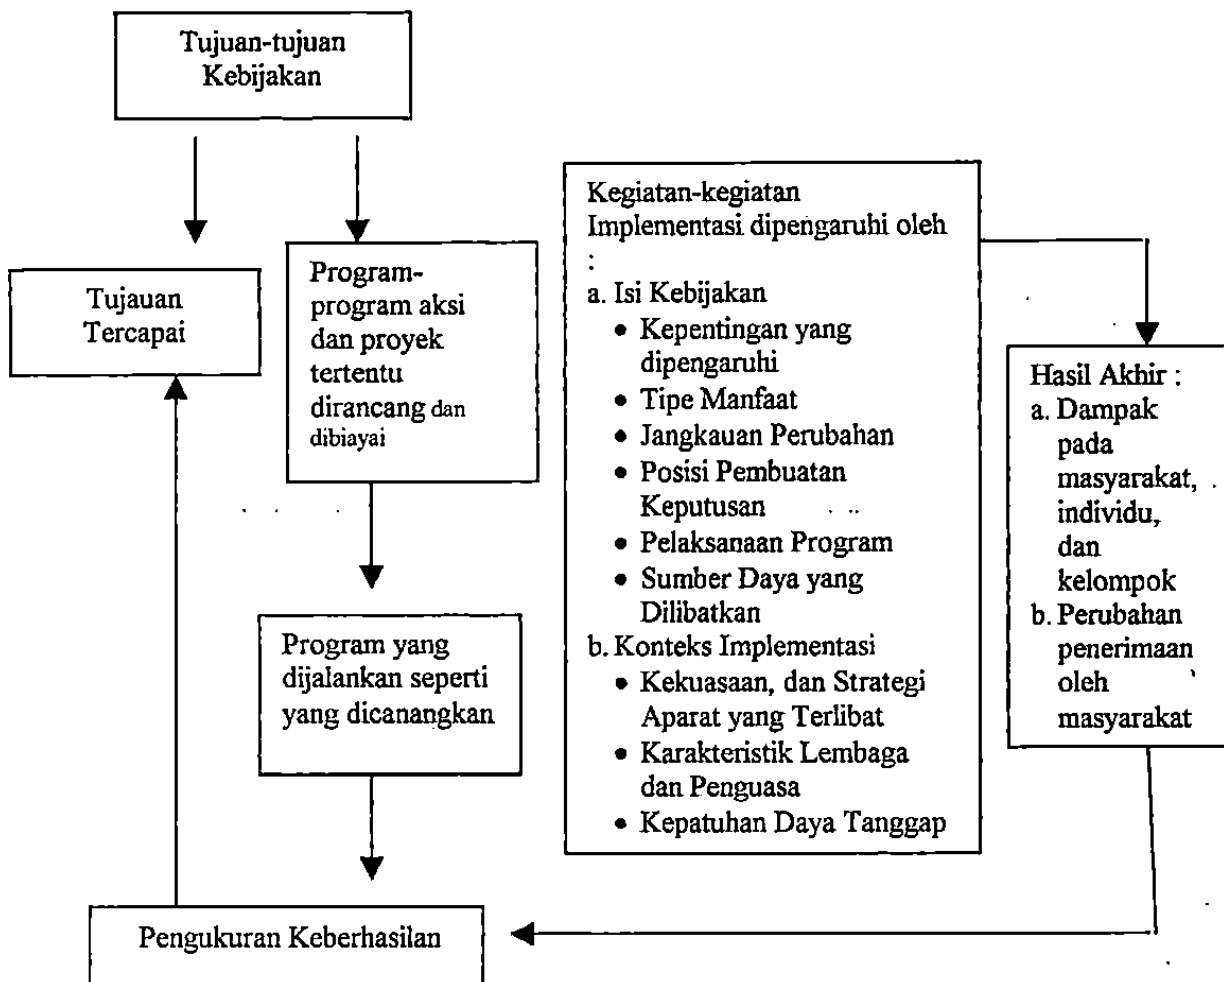 Tujuan-tujuan
Kebijakan
Tujauan
Tercapai
Program-
program aksi
dan proyek
tertentu
dirancang dan
dibiayai
Program yang
dijalankan seperti
yang dicanangkan
Pengukuran Keberhasilan
Kegiatan-kegiatan
Implementasi dipengaruhi oleh
:
a. Isi Kebijakan
• Kepentingan yang
dipengaruhi
• Tipe Manfaat
• Jangkauan Perubahan
• Posisi Pembuatan
Keputusan
• Pelaksanaan Program
• Sumber Daya yang
Dilibatkan
b. Konteks Implementasi
• Kekuasaan, dan Strategi
Aparat yang Terlibat
• Karakteristik Lembaga
dan Penguasa
• Kepatuhan Daya Tanggap
Hasil Akhir :
a. Dampak
pada
masyarakat,
individu,
dan
kelompok
b. Perubahan
penerimaan
oleh
masyarakat